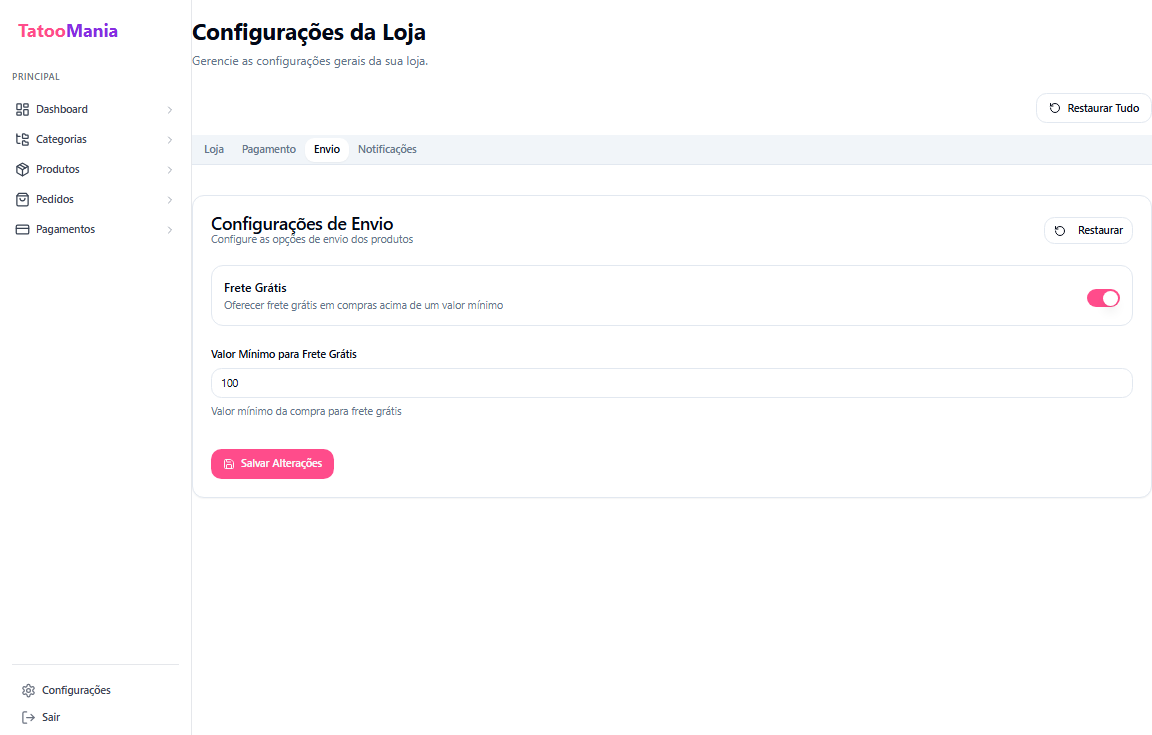 TatooMania
PRINCIPAL
Dashboard
Categorias
Produtos
Pedidos
Pagamentos
Configurações
Sair
Configurações da Loja
Gerencie as configurações gerais da sua loja.
Restaurar Tudo
Loja Pagamento Envio Notificações
Configurações de Envio
Configure as opções de envio dos produtos
Restaurar
Frete Grátis
Oferecer frete grátis em compras acima de um valor mínimo
Valor Mínimo para Frete Grátis
100
Valor mínimo da compra para frete grátis
Salvar Alterações